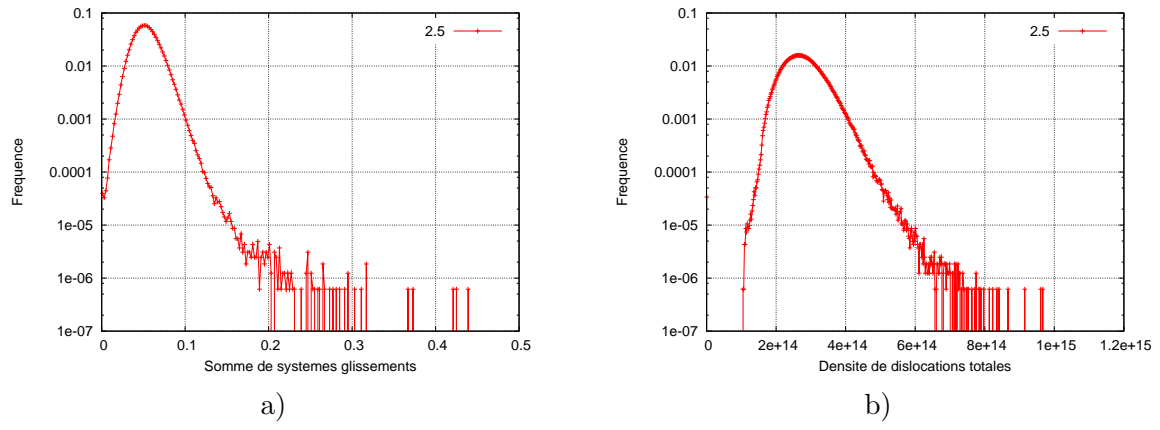 0.1
0.01
0.001
0.0001
1e-05
1e-06
1e-07
Frequence
2.5
0 0.1 0.2 0.3 0.4 0.5
Somme de systemes glissements
a)
0.1
0.01
0.001
0.0001
1e-05
1e-06
1e-07
Frequence
2.5
0 2e+14 4e+14 6e+14 8e+14 1e+15 1.2e+15
Densite de dislocations totales
b)